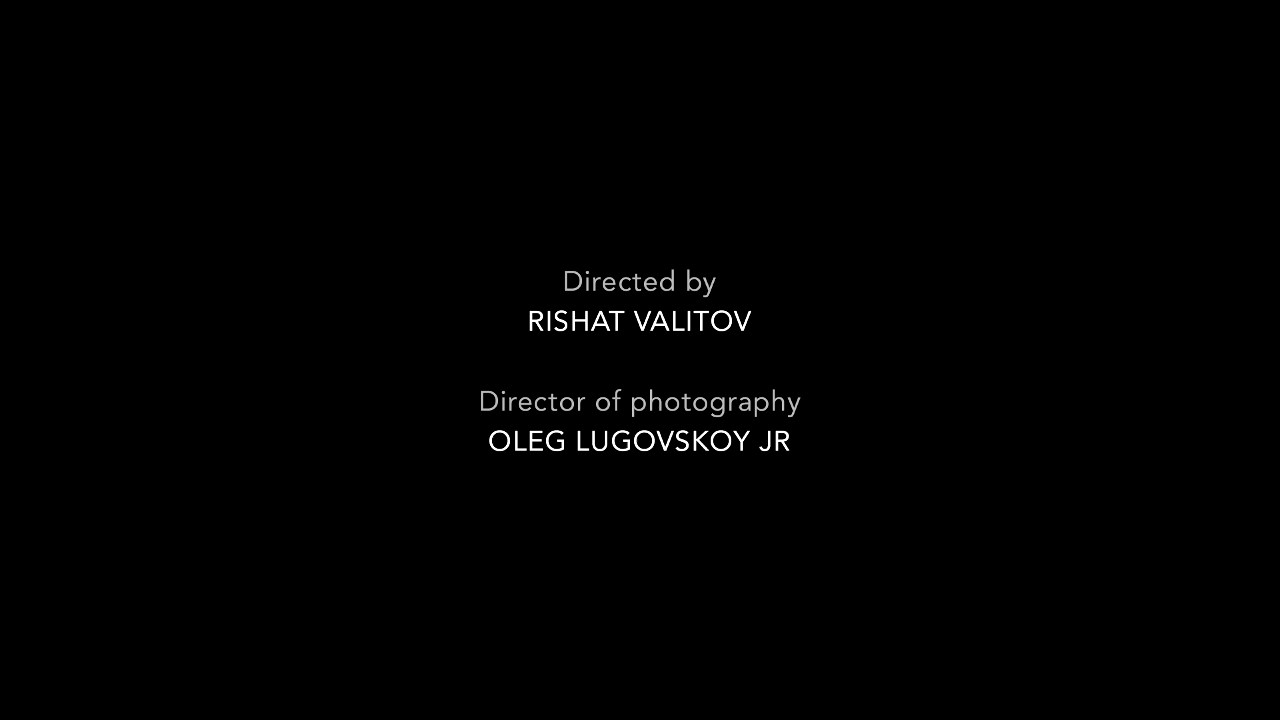 Directed by
RISHAT VALITOV
Director of photography
OLEG LUGOVSKOY JR